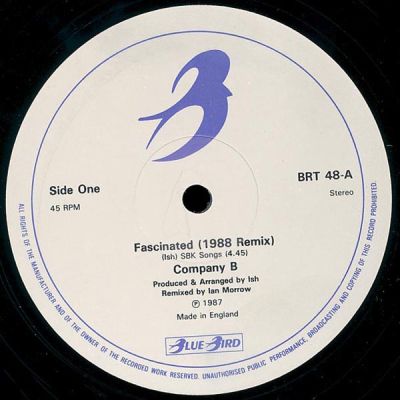 Side One
BRT 48-A
45 RPM
Stereo
Fascinated (1988 Remix)
(Ish) SBK Songs (4.45)
Company B
Produced & Arranged by Ish
Remixed by Ian Morrow
Ⓟ 1987
Made in England
BLUE BIRD
ALL RIGHTS OF THE MANUFACTURER AND OF THE OWNER OF THE RECORDED WORK RESERVED. UNAUTHORISED PUBLIC PERFORMANCE, BROADCASTING AND COPYING OF THIS RECORD PROHIBITED.